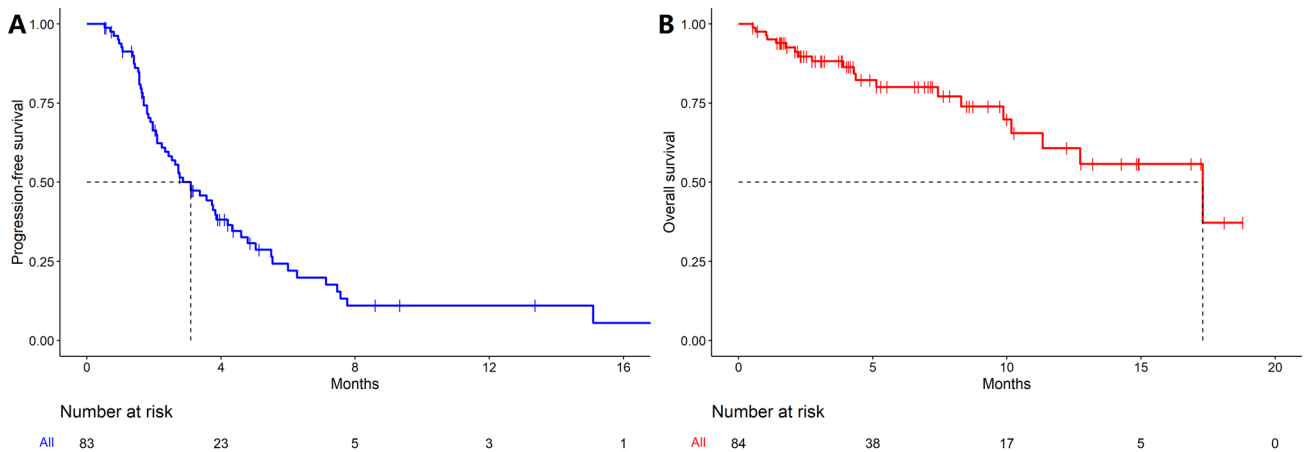 A
Progression-free survival
1.00
0.75
0.50
0.25
0.00
0 4 8 12 16
Months
Number at risk
All 83 23 5 3 1
B
Overall survival
1.00
0.75
0.50
0.25
0.00
0 5 10 15 20
Months
Number at risk
All 84 38 17 5 0